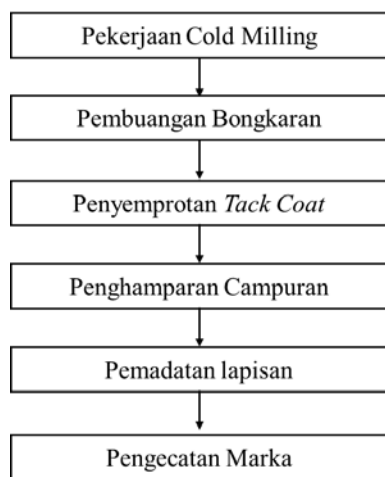 Pekerjaan Cold Milling
Pembuangan Bongkaran
Penyemprotan Tack Coat
Penghamparan Campuran
Pemadatan lapisan
Pengecatan Marka